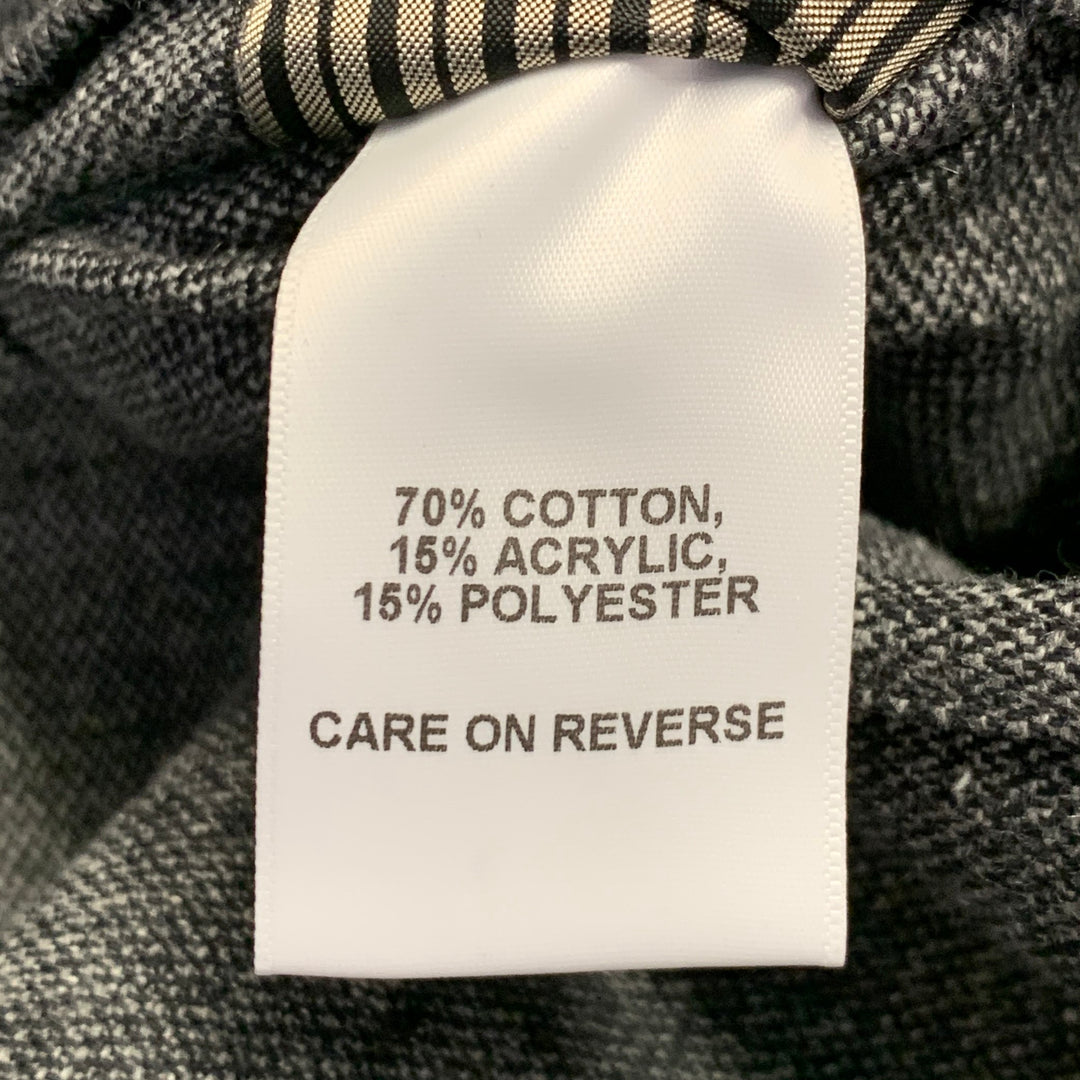 70% COTTON,
15% ACRYLIC,
15% POLYESTER
CARE ON REVERSE